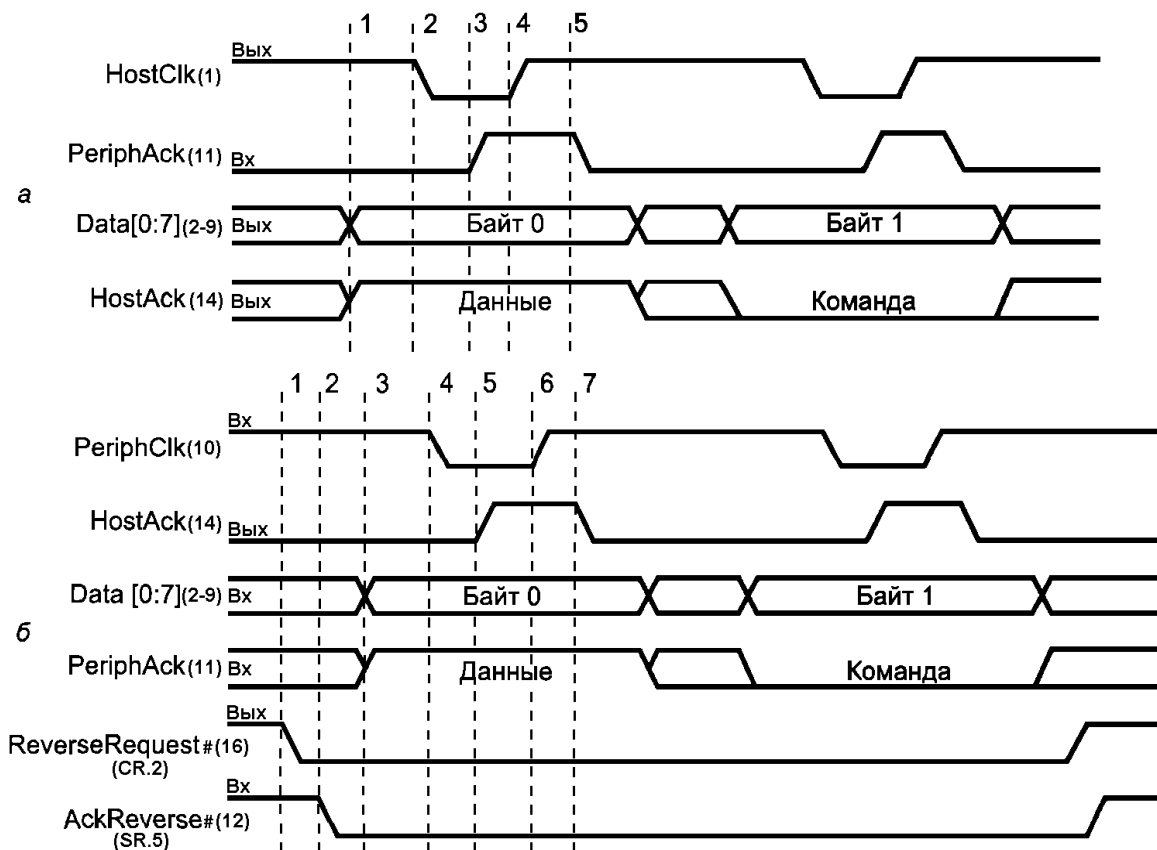 1 2 3 4 5
HostClk(1) Вых
PeriphAck(11) Вх
а
Data[0:7](2-9) Вых Байт 0 Байт 1
HostAck(14) Вых Данные Команда
1 2 3 4 5 6 7
PeriphClk(10) Вх
HostAck(14) Вых
Data [0:7](2-9) Вх Байт 0 Байт 1
б
PeriphAck(11) Вх Данные Команда
ReverseRequest#(16) Вых
(CR.2)
AckReverse#(12) Вх
(SR.5)